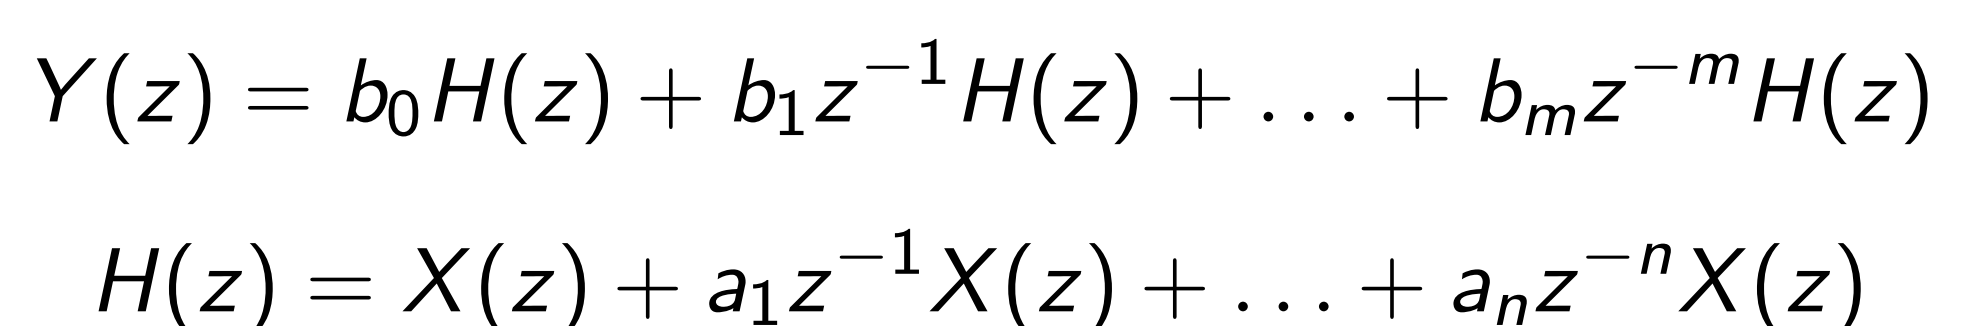 Y(z) = b₀H(z) + b₁z⁻¹H(z) + … + bₘz⁻ᵐH(z)
H(z) = X(z) + a₁z⁻¹X(z) + … + aₙz⁻ⁿX(z)